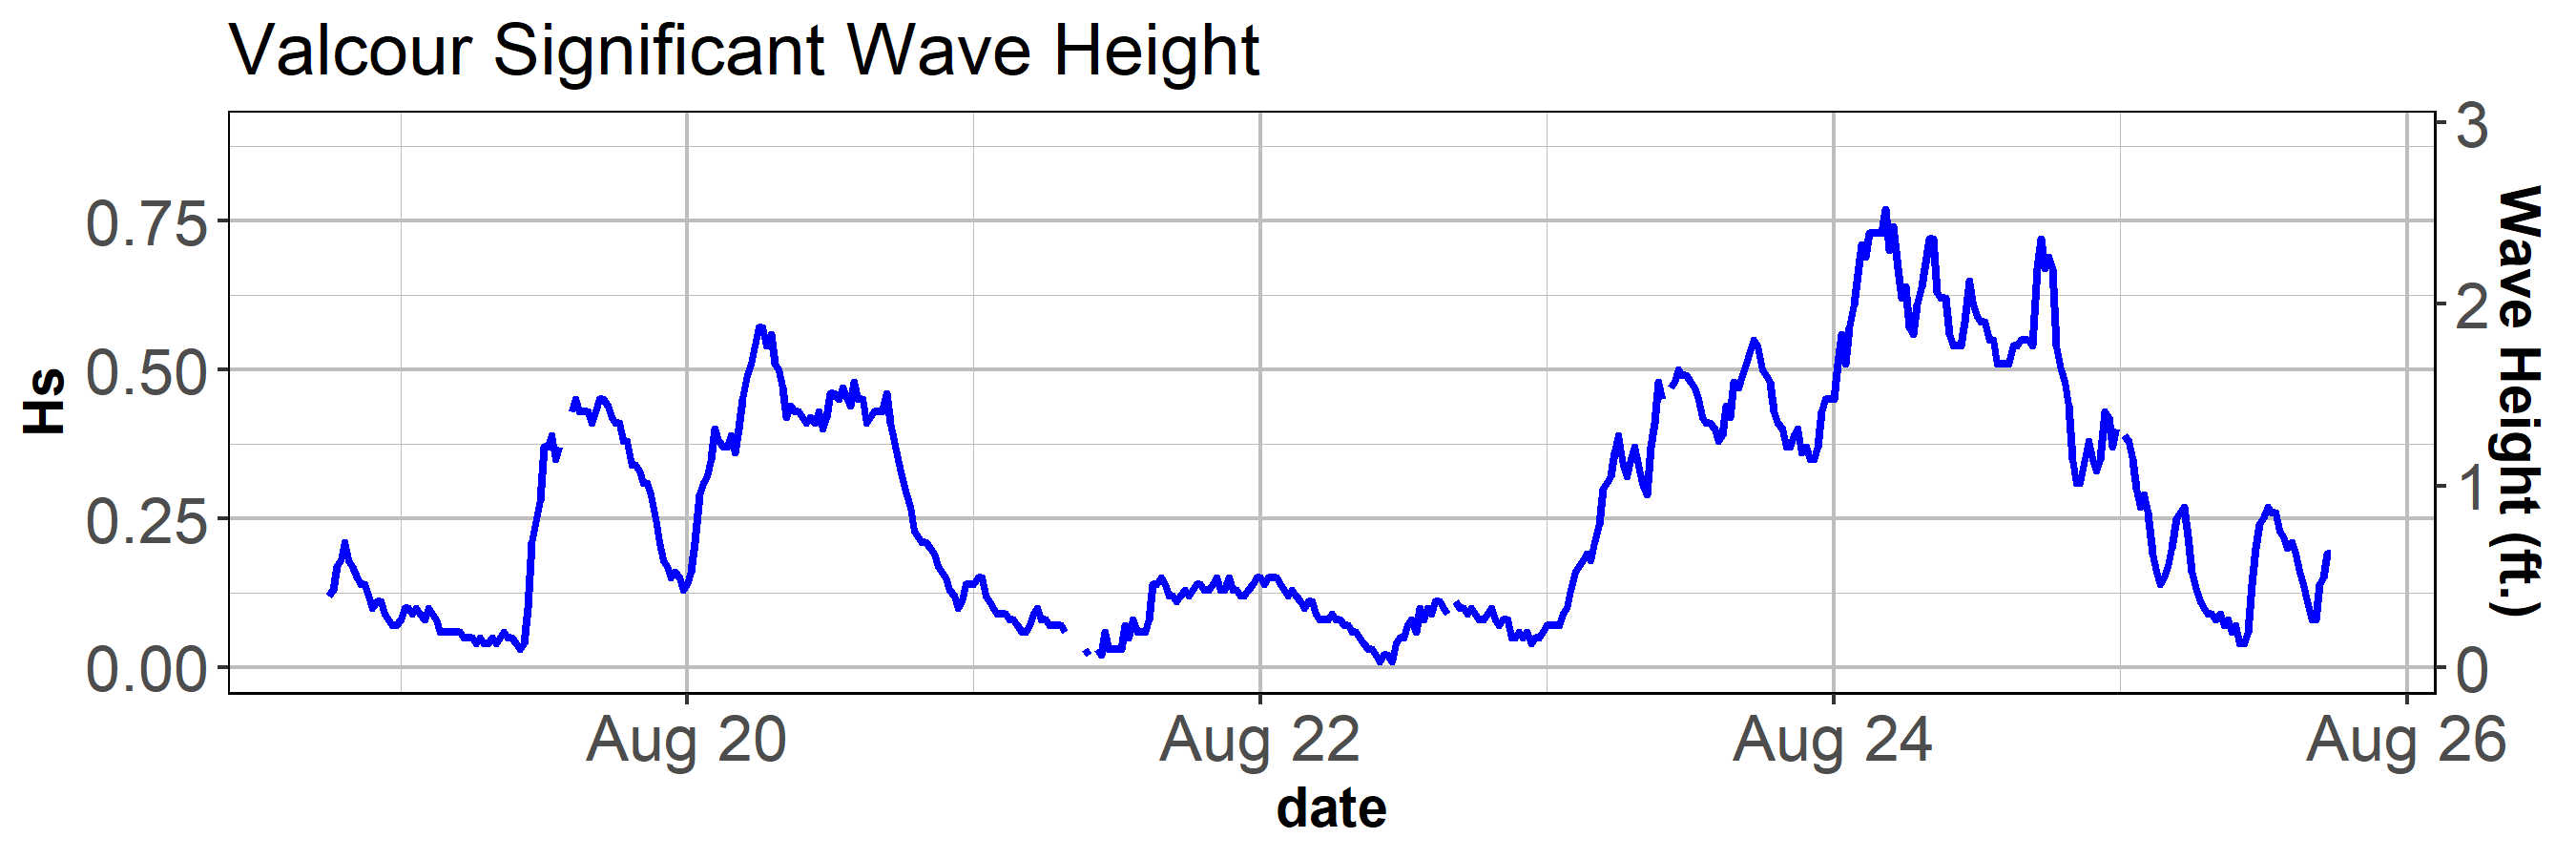 Valcour Significant Wave Height
Hs
0.75
0.50
0.25
0.00
3
2
1
0
Wave Height (ft.)
Aug 20
Aug 22
Aug 24
Aug 26
date